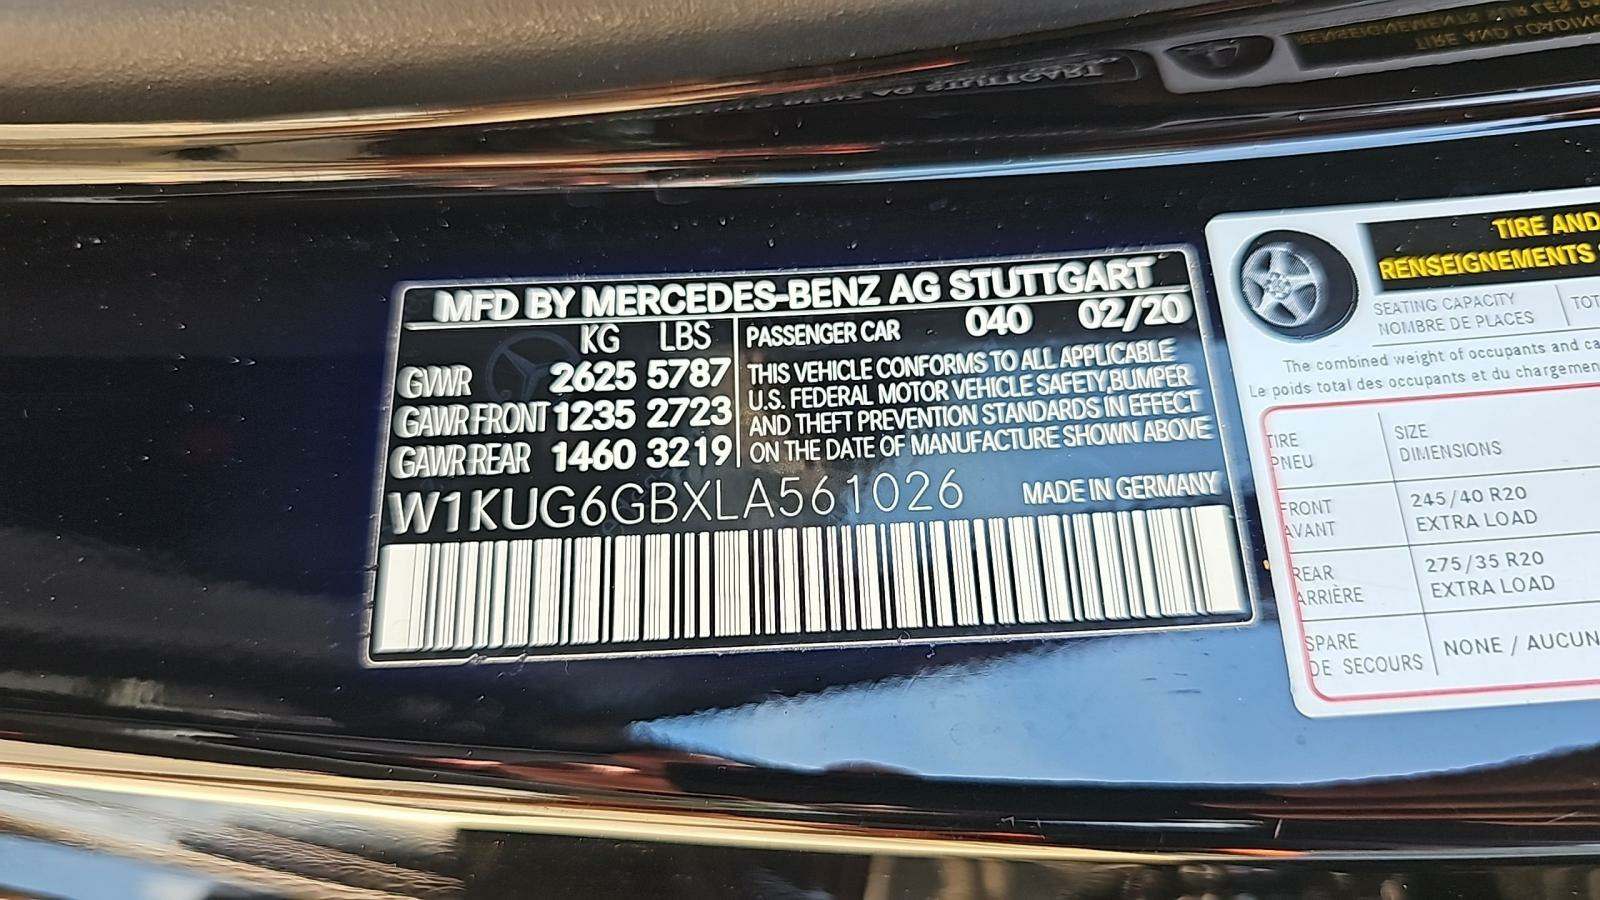 MFD BY MERCEDES-BENZ AG STUTTGART
KG LBS
GVWR 2625 5787
GAWR FRONT 1235 2723
GAWR REAR 1460 3219
PASSENGER CAR 040 02/20
THIS VEHICLE CONFORMS TO ALL APPLICABLE
U.S. FEDERAL MOTOR VEHICLE SAFETY,BUMPER
AND THEFT PREVENTION STANDARDS IN EFFECT
ON THE DATE OF MANUFACTURE SHOWN ABOVE
W1KUG6GBXLA561026 MADE IN GERMANY
TIRE AND
RENSEIGNEMENTS
SEATING CAPACITY
NOMBRE DE PLACES
TOT
The combined weight of occupants and ca
Le poids total des occupants et du chargemen
TIRE
PNEU
SIZE
DIMENSIONS
FRONT
AVANT
245/40 R20
EXTRA LOAD
REAR
ARRIÈRE
275/35 R20
EXTRA LOAD
SPARE
DE SECOURS
NONE / AUCUN